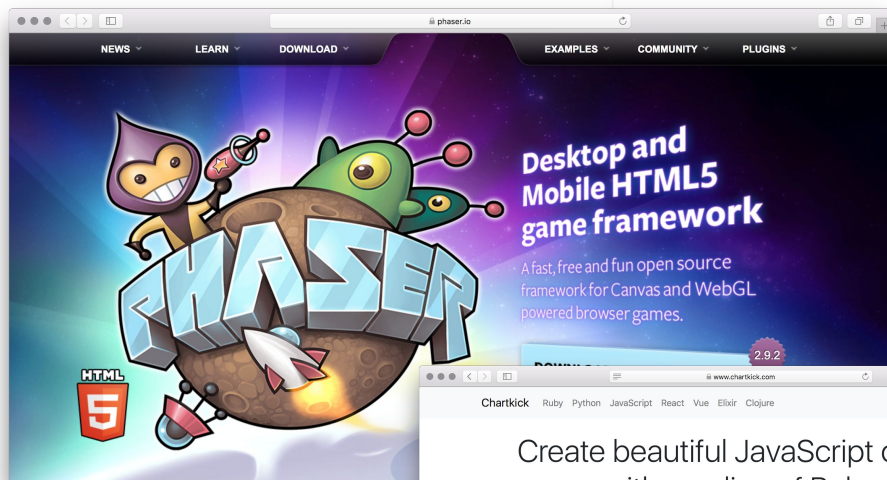 phaser.io
NEWS LEARN DOWNLOAD EXAMPLES COMMUNITY PLUGINS
Desktop and
Mobile HTML5
game framework
A fast, free and fun open source
framework for Canvas and WebGL
powered browser games.
PHASER
2.9.2
HTML
5
www.chartkick.com
Chartkick Ruby Python JavaScript React Vue Elixir Clojure
Create beautiful JavaScript